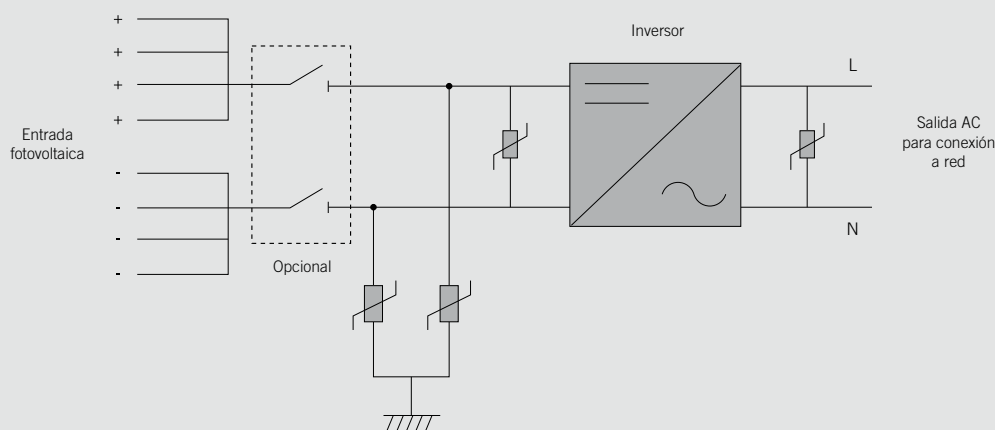 Inversor
+
+
+
+
L
Entrada
fotovoltaica
Salida AC
para conexión
a red
-
-
-
-
N
Opcional